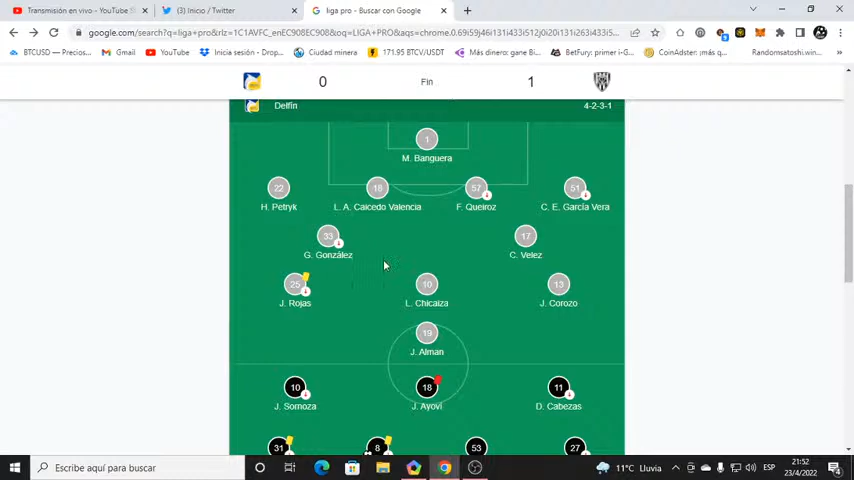 Transmisión en vivo - YouTube S
(3) Inicio / Twitter
liga pro - Buscar con Google
google.com/search?q=liga+pro&rlz=1C1AVFC_enEC908EC908&oq=LIGA+PRO&aqs=chrome.0.69i59j46i131i433i512j0i20i131i263i433i5...
BTCUSD — Precios...
Gmail
YouTube
Inicia sesión - Drop...
Ciudad minera
171.95 BTCV/USDT
Más dinero: gane Bi...
BetFury: primer i-G...
CoinAdster: ¡más q...
Randomsatoshi.win...
0 Fin 1
Delfín 4-2-3-1
1
M. Banguera
22 18 57 51
H. Petryk L. A. Caicedo Valencia F. Queiroz C. E. García Vera
33 17
G. González C. Velez
25 10 13
J. Rojas L. Chicaiza J. Corozo
19
J. Alman
10 18 11
J. Sornoza J. Ayoví D. Cabezas
31 8 53 27
Escribe aquí para buscar
11°C Lluvia
ESP
21:52
23/4/2022
4